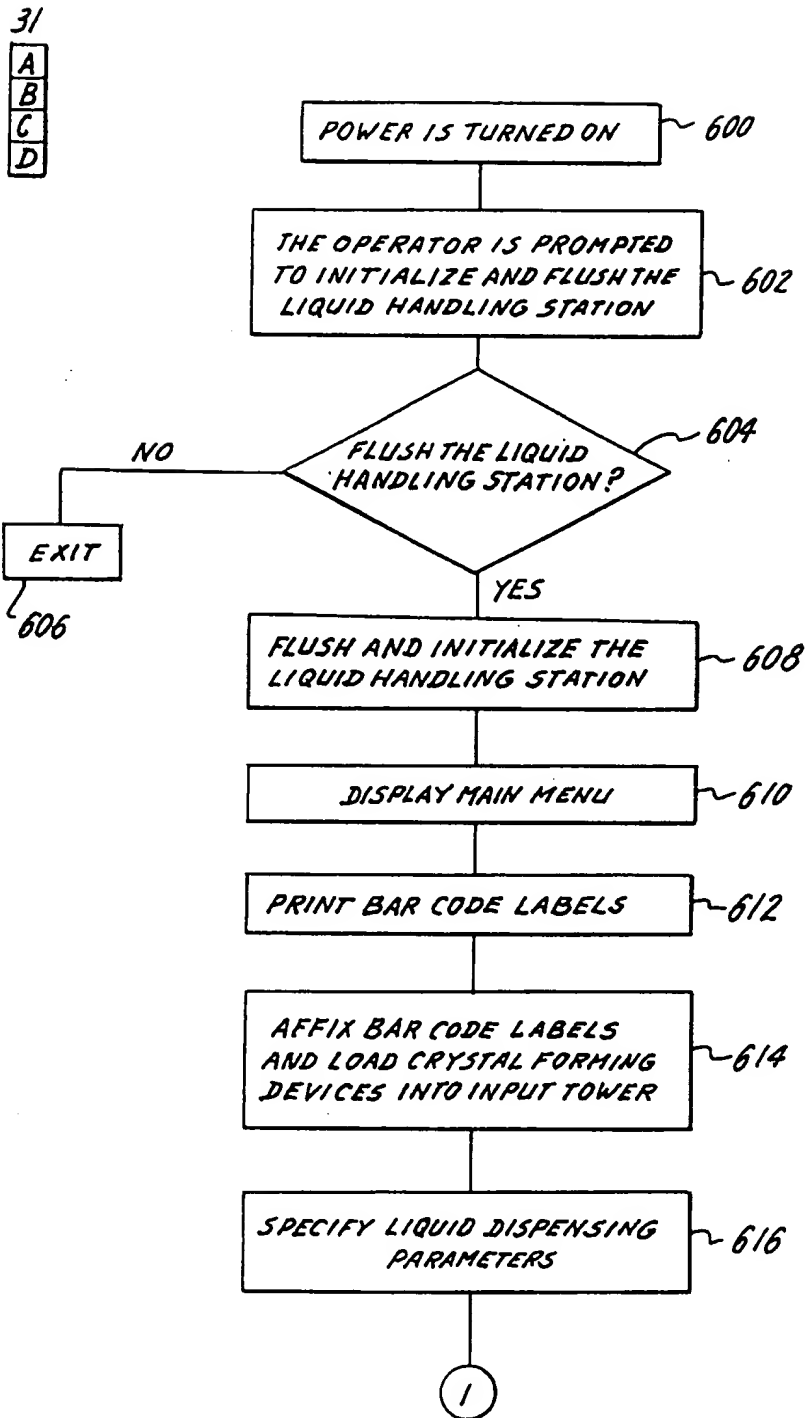 31
A
B
C
D
POWER IS TURNED ON
600
THE OPERATOR IS PROMPTED
TO INITIALIZE AND FLUSH THE
LIQUID HANDLING STATION
602
FLUSH THE LIQUID
HANDLING STATION?
604
NO
EXIT
606
YES
FLUSH AND INITIALIZE THE
LIQUID HANDLING STATION
608
DISPLAY MAIN MENU
610
PRINT BAR CODE LABELS
612
AFFIX BAR CODE LABELS
AND LOAD CRYSTAL FORMING
DEVICES INTO INPUT TOWER
614
SPECIFY LIQUID DISPENSING
PARAMETERS
616
1